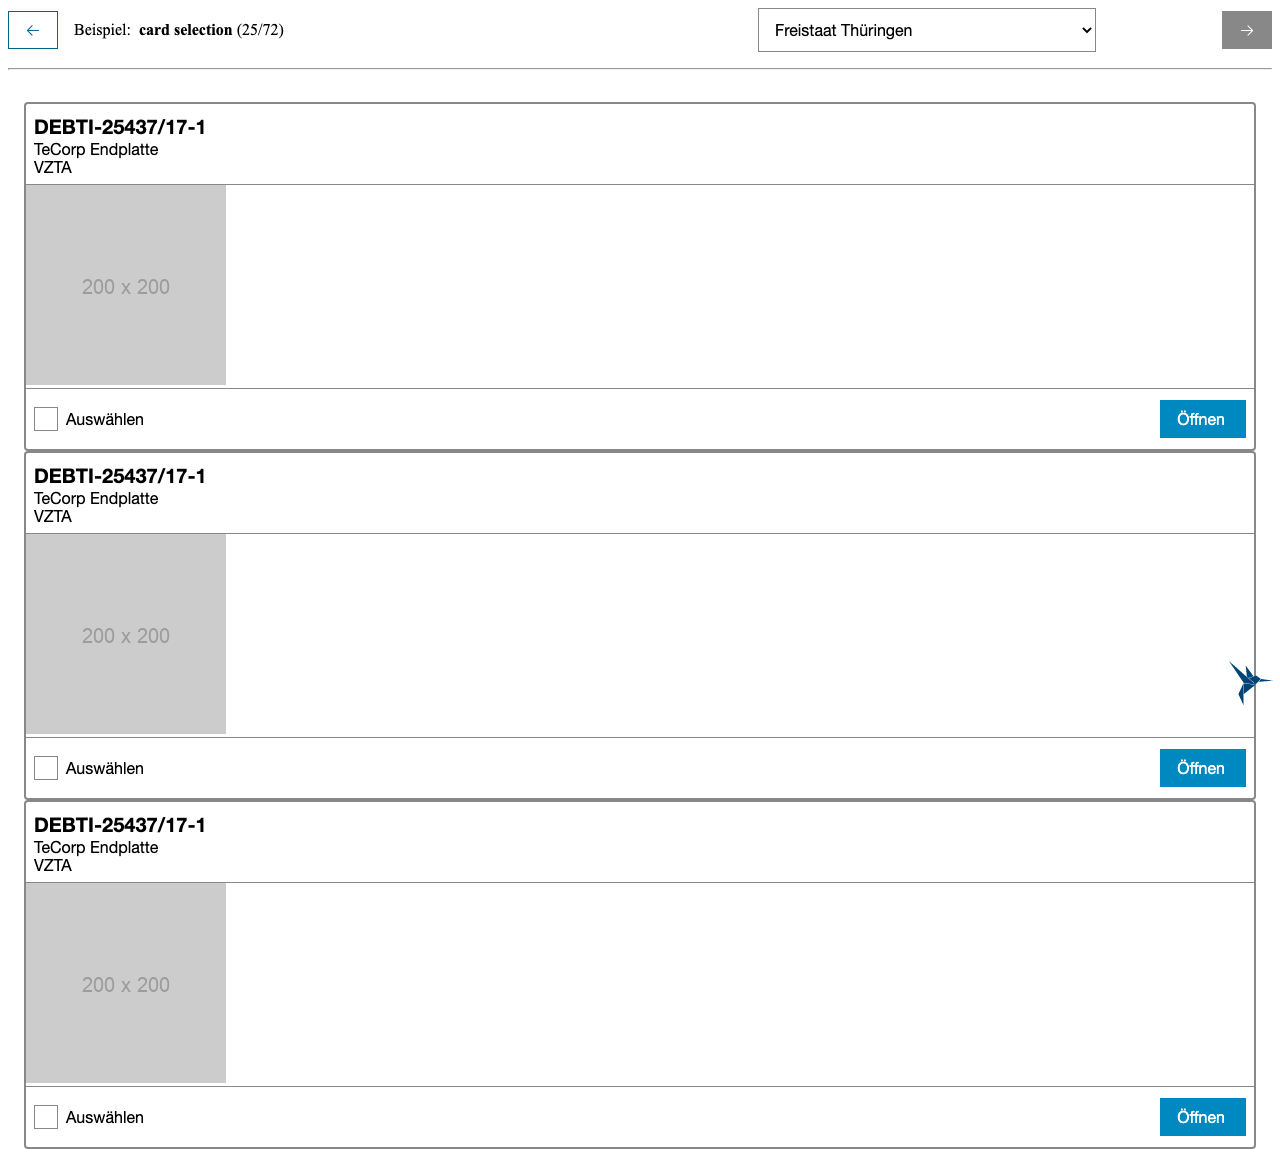 Beispiel: card selection (25/72)
Freistaat Thüringen
DEBTI-25437/17-1
TeCorp Endplatte
VZTA
200 x 200
Auswählen
Öffnen
DEBTI-25437/17-1
TeCorp Endplatte
VZTA
200 x 200
Auswählen
Öffnen
DEBTI-25437/17-1
TeCorp Endplatte
VZTA
200 x 200
Auswählen
Öffnen